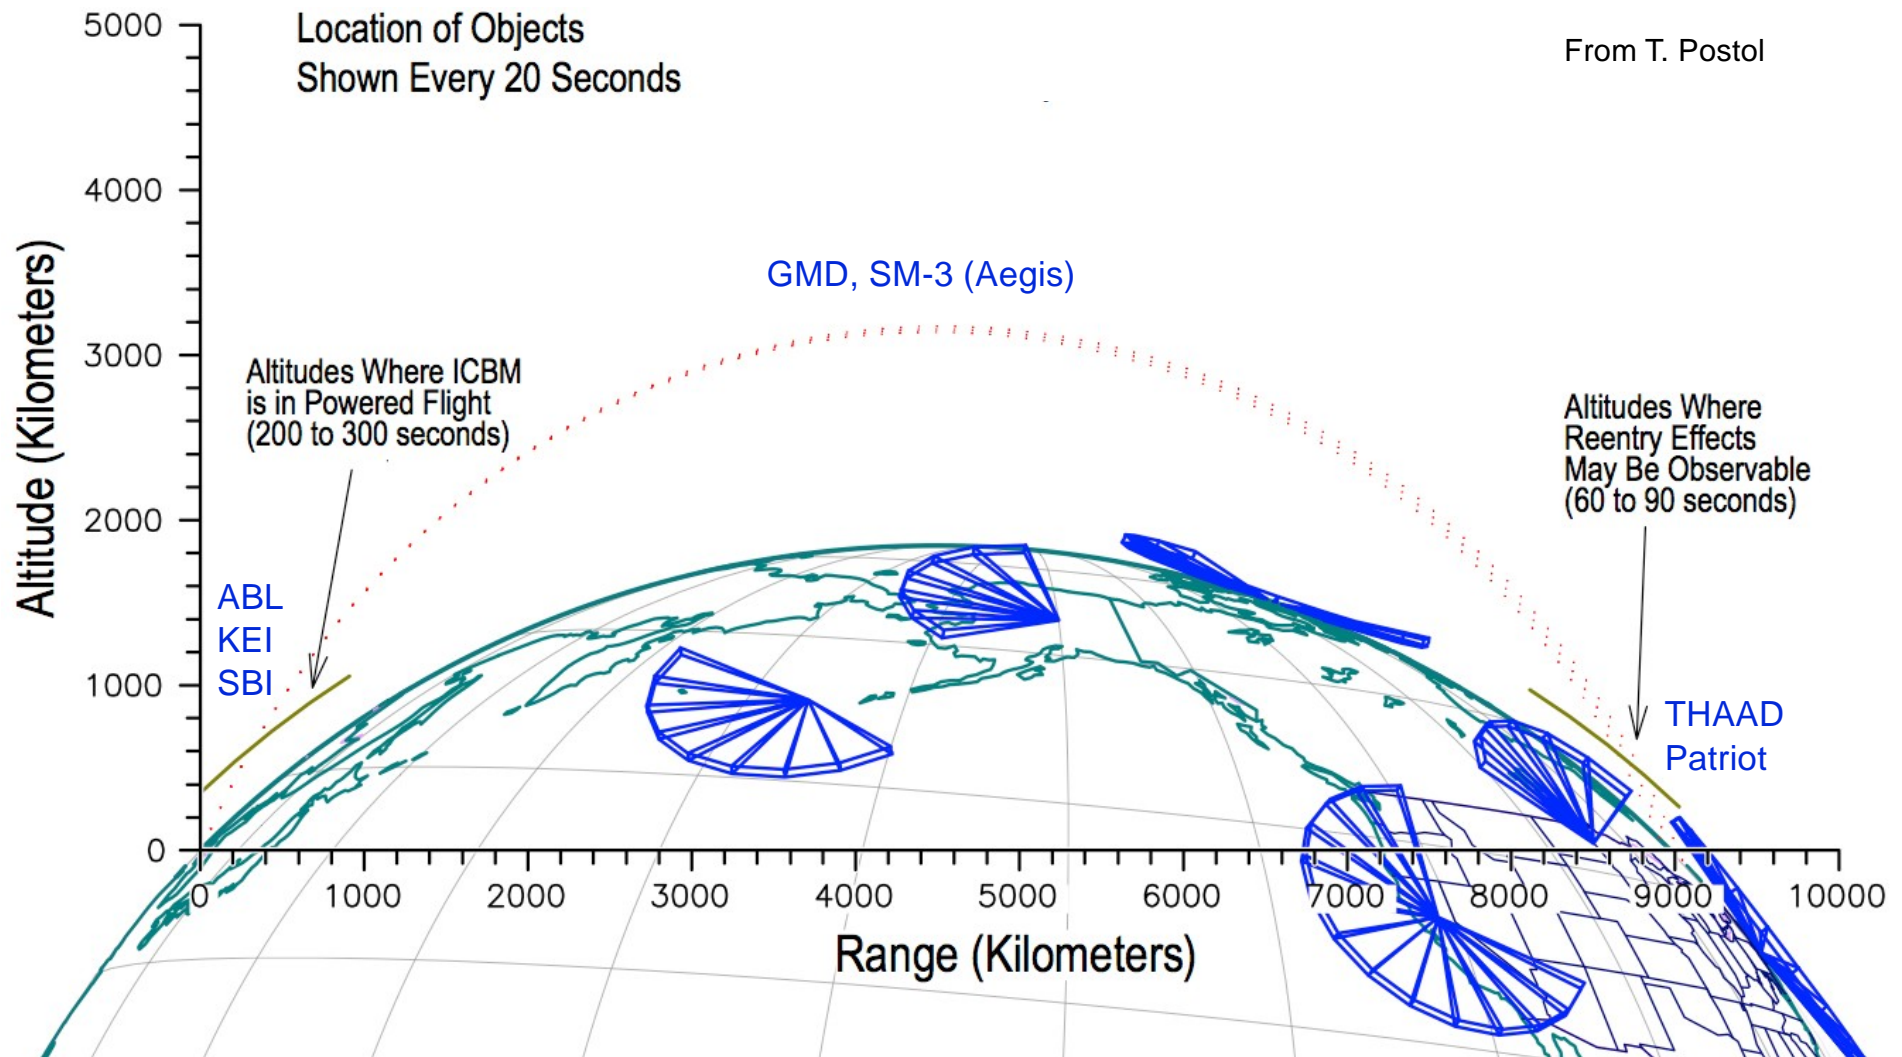 Location of Objects
Shown Every 20 Seconds
From T. Postol
5000
4000
3000
2000
1000
0
Altitude (Kilometers)
GMD, SM-3 (Aegis)
Altitudes Where ICBM
is in Powered Flight
(200 to 300 seconds)
Altitudes Where
Reentry Effects
May Be Observable
(60 to 90 seconds)
ABL
KEI
SBI
THAAD
Patriot
0 1000 2000 3000 4000 5000 6000 7000 8000 9000 10000
Range (Kilometers)